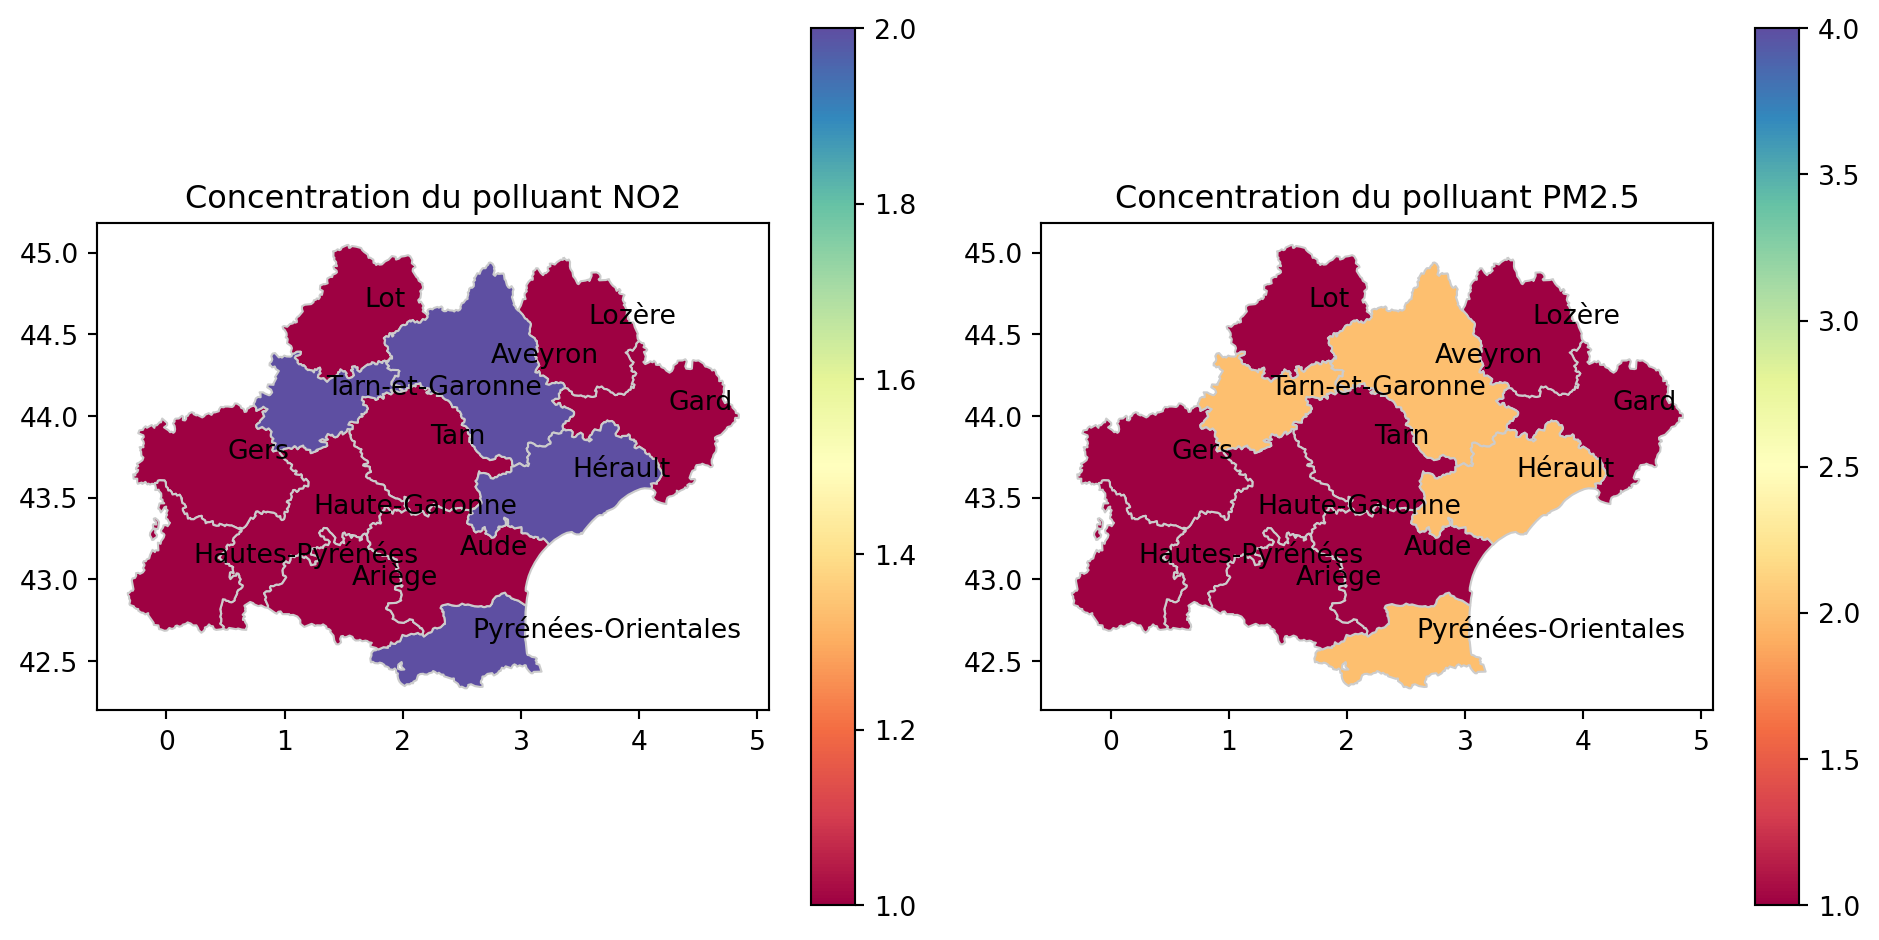 Concentration du polluant NO2
45.0
44.5
44.0
43.5
43.0
42.5
0 1 2 3 4 5
Lot
Lozère
Aveyron
Tarn-et-Garonne
Gard
Tarn
Gers
Hérault
Haute-Garonne
Aude
Hautes-Pyrénées
Ariège
Pyrénées-Orientales
2.0
1.8
1.6
1.4
1.2
1.0
Concentration du polluant PM2.5
45.0
44.5
44.0
43.5
43.0
42.5
0 1 2 3 4 5
Lot
Lozère
Aveyron
Tarn-et-Garonne
Gard
Tarn
Gers
Hérault
Haute-Garonne
Aude
Hautes-Pyrénées
Ariège
Pyrénées-Orientales
4.0
3.5
3.0
2.5
2.0
1.5
1.0